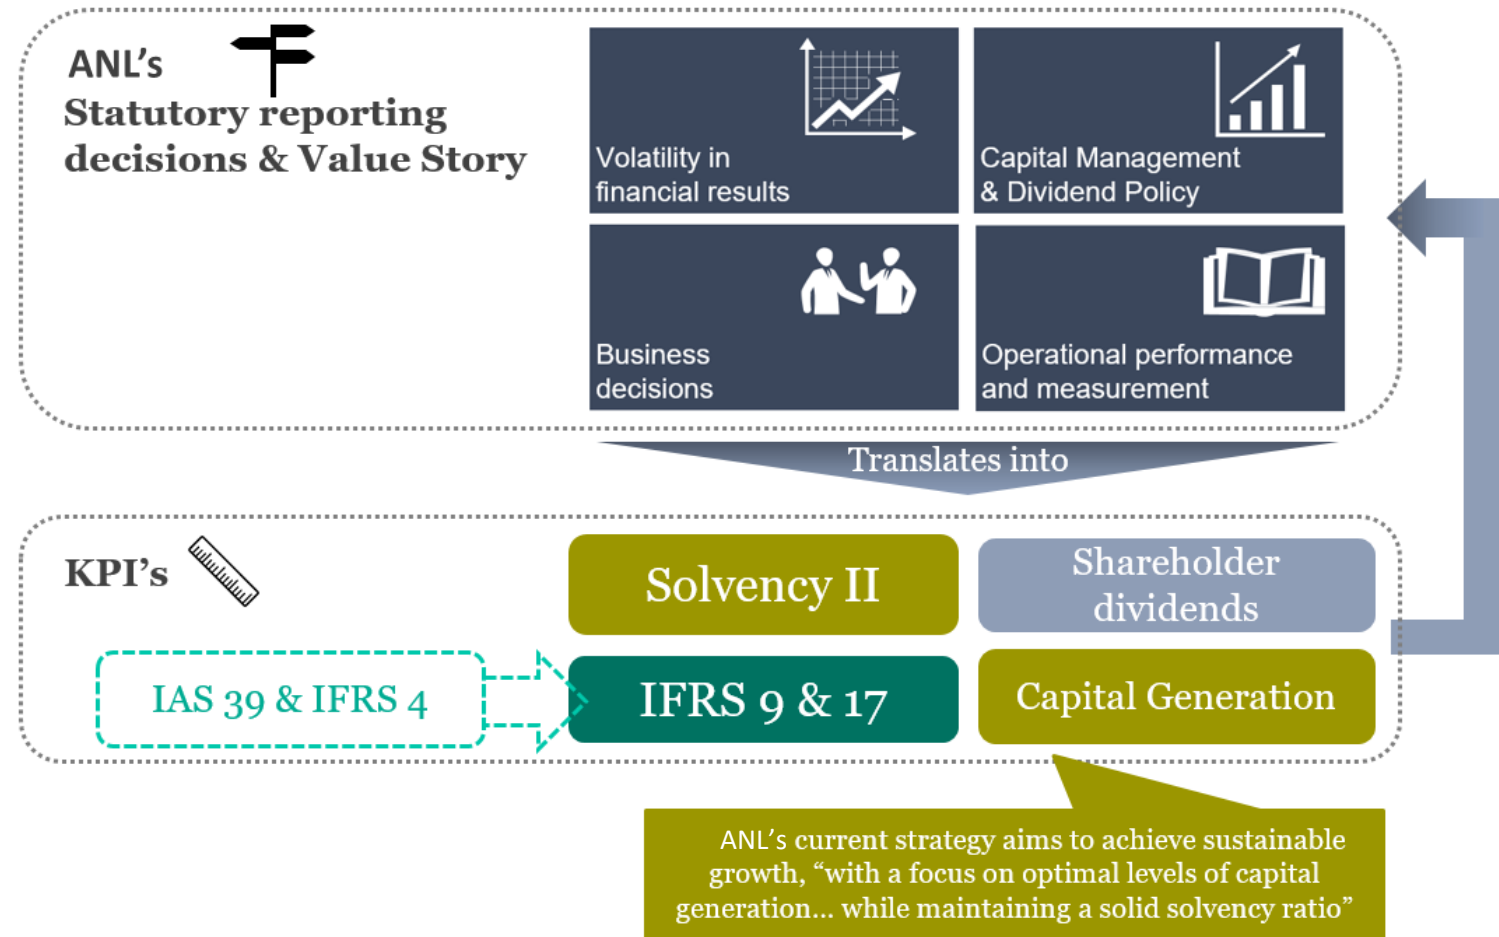 ANL's
Statutory reporting
decisions & Value Story
Volatility in
financial results
Capital Management
& Dividend Policy
Business
decisions
Operational performance
and measurement
Translates into
KPI's
Solvency II
Shareholder
dividends
IAS 39 & IFRS 4
IFRS 9 & 17
Capital Generation
ANL's current strategy aims to achieve sustainable
growth, “with a focus on optimal levels of capital
generation... while maintaining a solid solvency ratio”